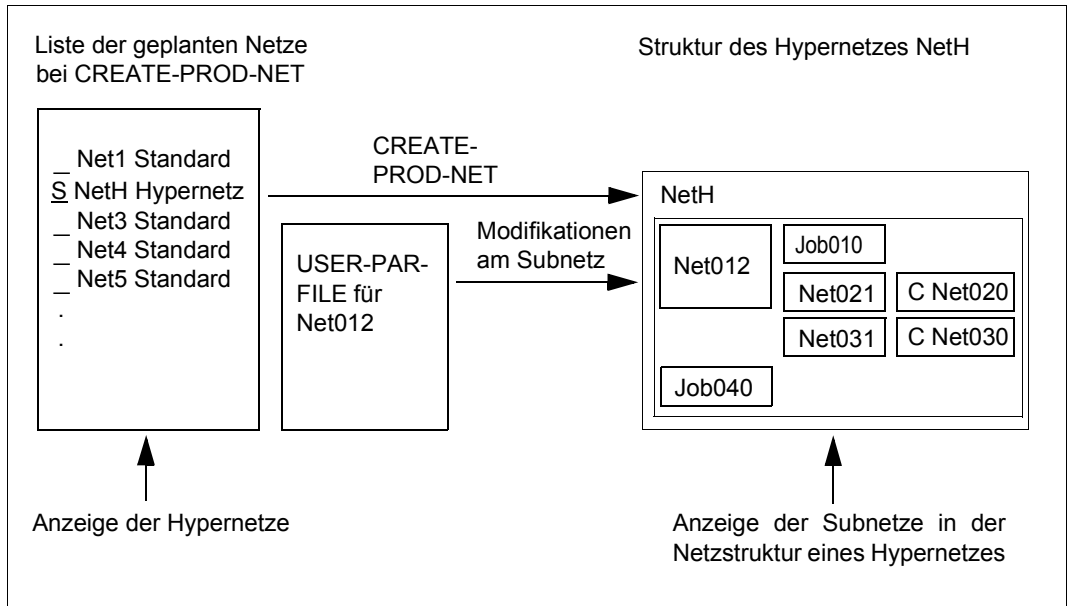 Liste der geplanten Netze
bei CREATE-PROD-NET
Struktur des Hypernetzes NetH
_ Net1 Standard
S NetH Hypernetz
_ Net3 Standard
_ Net4 Standard
_ Net5 Standard
.
.
CREATE-
PROD-NET
USER-PAR-
FILE für
Net012
Modifikationen
am Subnetz
NetH
Net012
Job010
Net021
C Net020
Net031
C Net030
Job040
Anzeige der Hypernetze
Anzeige der Subnetze in der
Netzstruktur eines Hypernetzes